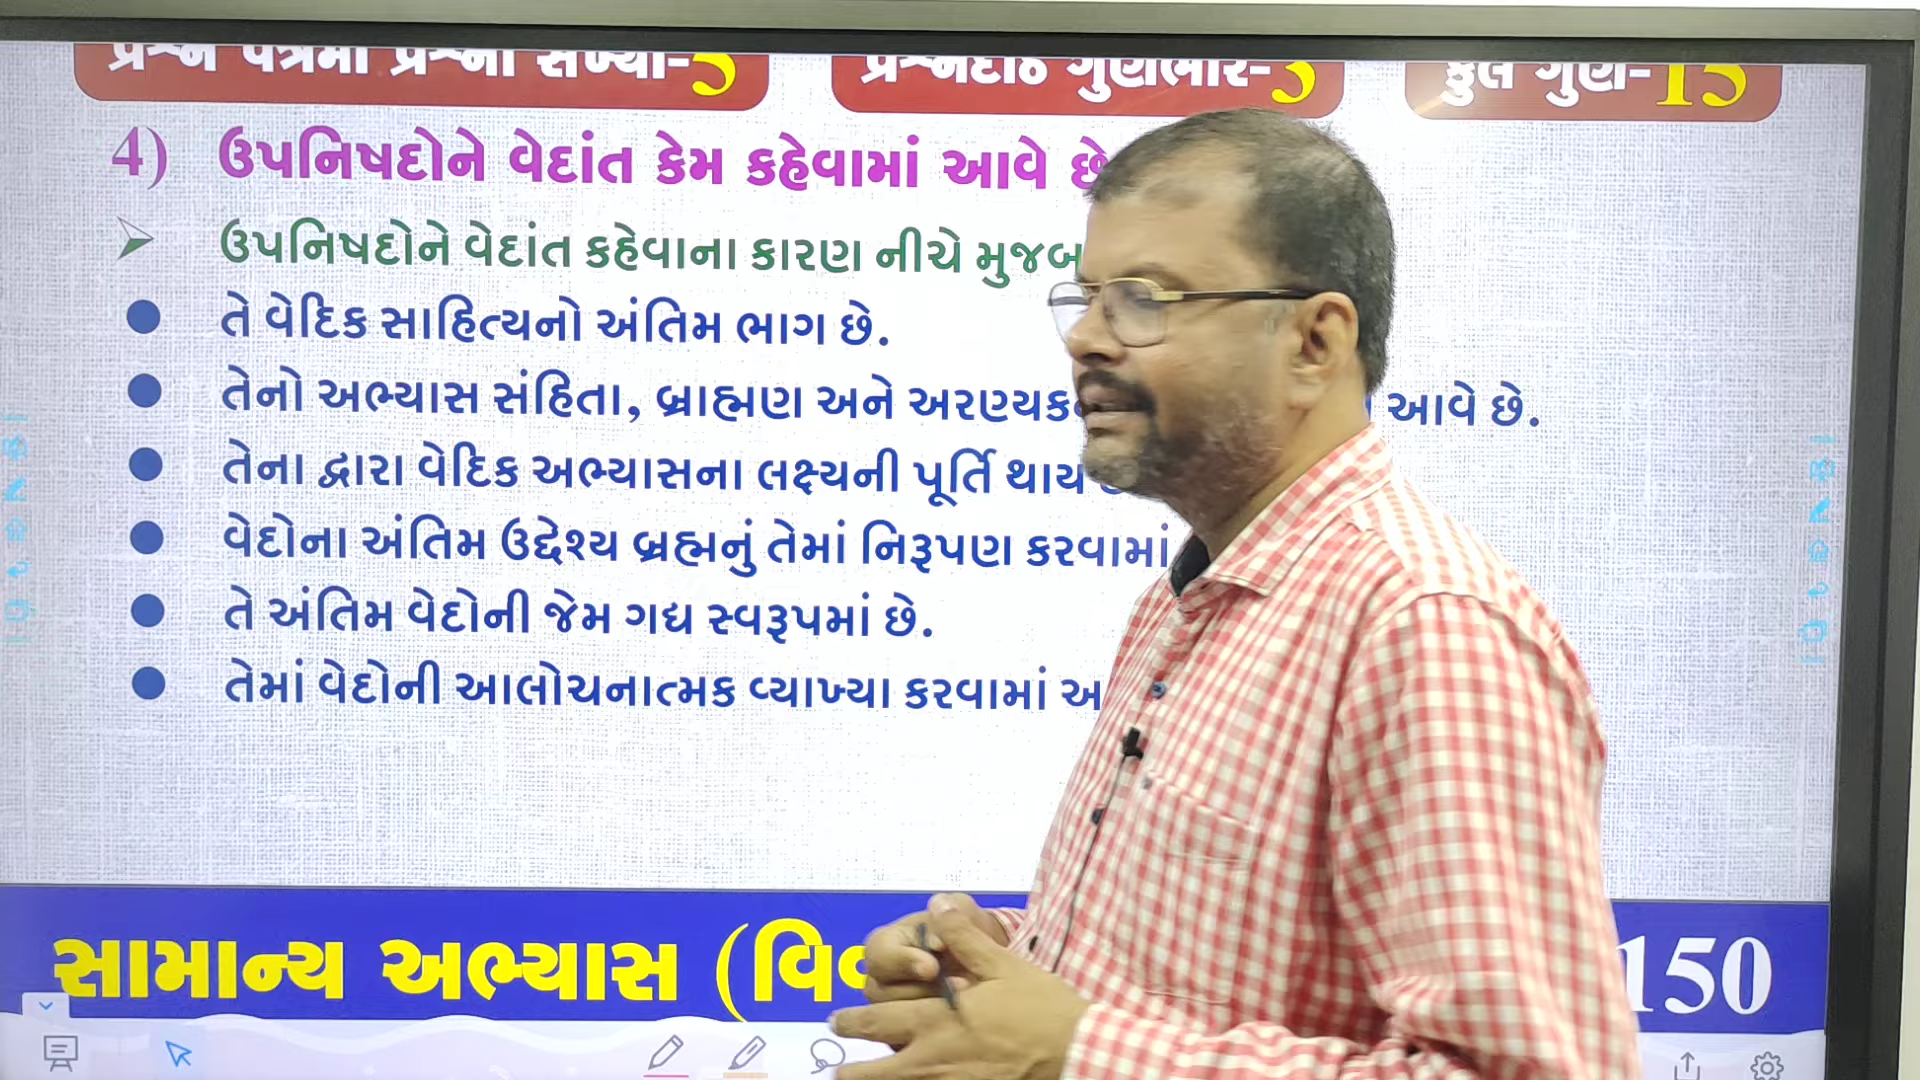 પ્રશ્ન પત્રમાં પ્રશ્નો સંખ્યા-5 પ્રશ્નદીઠ ગુણભાર-3 કુલ ગુણ-15
4) ઉપનિષદોને વેદાંત કેમ કહેવામાં આવે છે
ઉપનિષદોને વેદાંત કહેવાના કારણ નીચે મુજબ
તે વેદિક સાહિત્યનો અંતિમ ભાગ છે.
તેનો અભ્યાસ સંહિતા, બ્રાહ્મણ અને અરણ્યક આવે છે.
તેના દ્વારા વેદિક અભ્યાસના લક્ષ્યની પૂર્તિ થાય
વેદોના અંતિમ ઉદ્દેશ્ય બ્રહ્મનું તેમાં નિરૂપણ કરવામાં
તે અંતિમ વેદોની જેમ ગદ્ય સ્વરૂપમાં છે.
તેમાં વેદોની આલોચનાત્મક વ્યાખ્યા કરવામાં
સામાન્ય અભ્યાસ 150